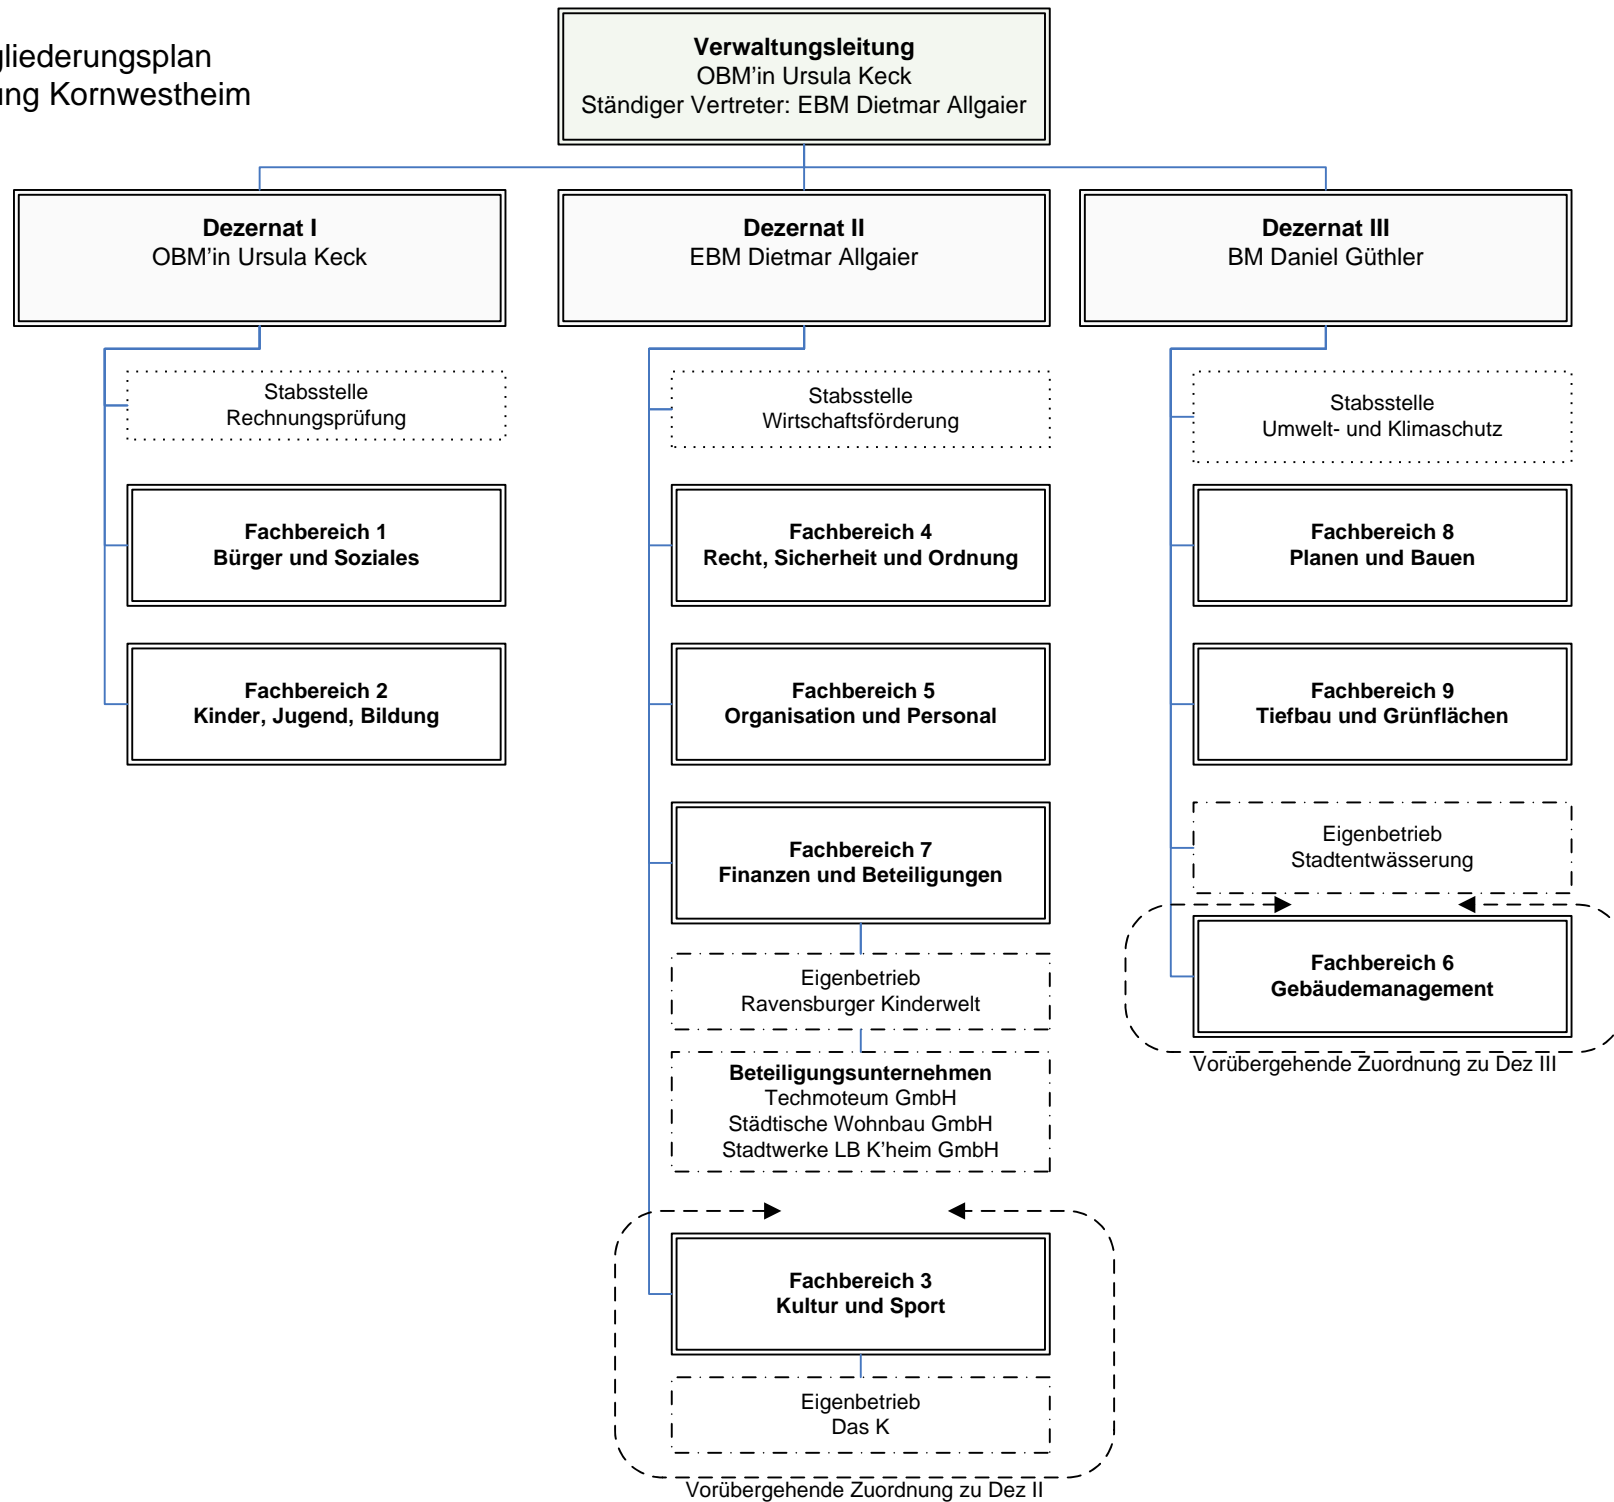 gliederungsplan
ung Kornwestheim
Verwaltungsleitung
OBM'in Ursula Keck
Ständiger Vertreter: EBM Dietmar Allgaier
Dezernat I
OBM'in Ursula Keck
Dezernat II
EBM Dietmar Allgaier
Dezernat III
BM Daniel Güthler
Stabsstelle
Rechnungsprüfung
Fachbereich 1
Bürger und Soziales
Fachbereich 2
Kinder, Jugend, Bildung
Stabsstelle
Wirtschaftsförderung
Fachbereich 4
Recht, Sicherheit und Ordnung
Fachbereich 5
Organisation und Personal
Fachbereich 7
Finanzen und Beteiligungen
Eigenbetrieb
Ravensburger Kinderwelt
Beteiligungsunternehmen
Techmoteum GmbH
Städtische Wohnbau GmbH
Stadtwerke LB K'heim GmbH
Fachbereich 3
Kultur und Sport
Eigenbetrieb
Das K
Vorübergehende Zuordnung zu Dez II
Stabsstelle
Umwelt- und Klimaschutz
Fachbereich 8
Planen und Bauen
Fachbereich 9
Tiefbau und Grünflächen
Eigenbetrieb
Stadtentwässerung
Fachbereich 6
Gebäudemanagement
Vorübergehende Zuordnung zu Dez III